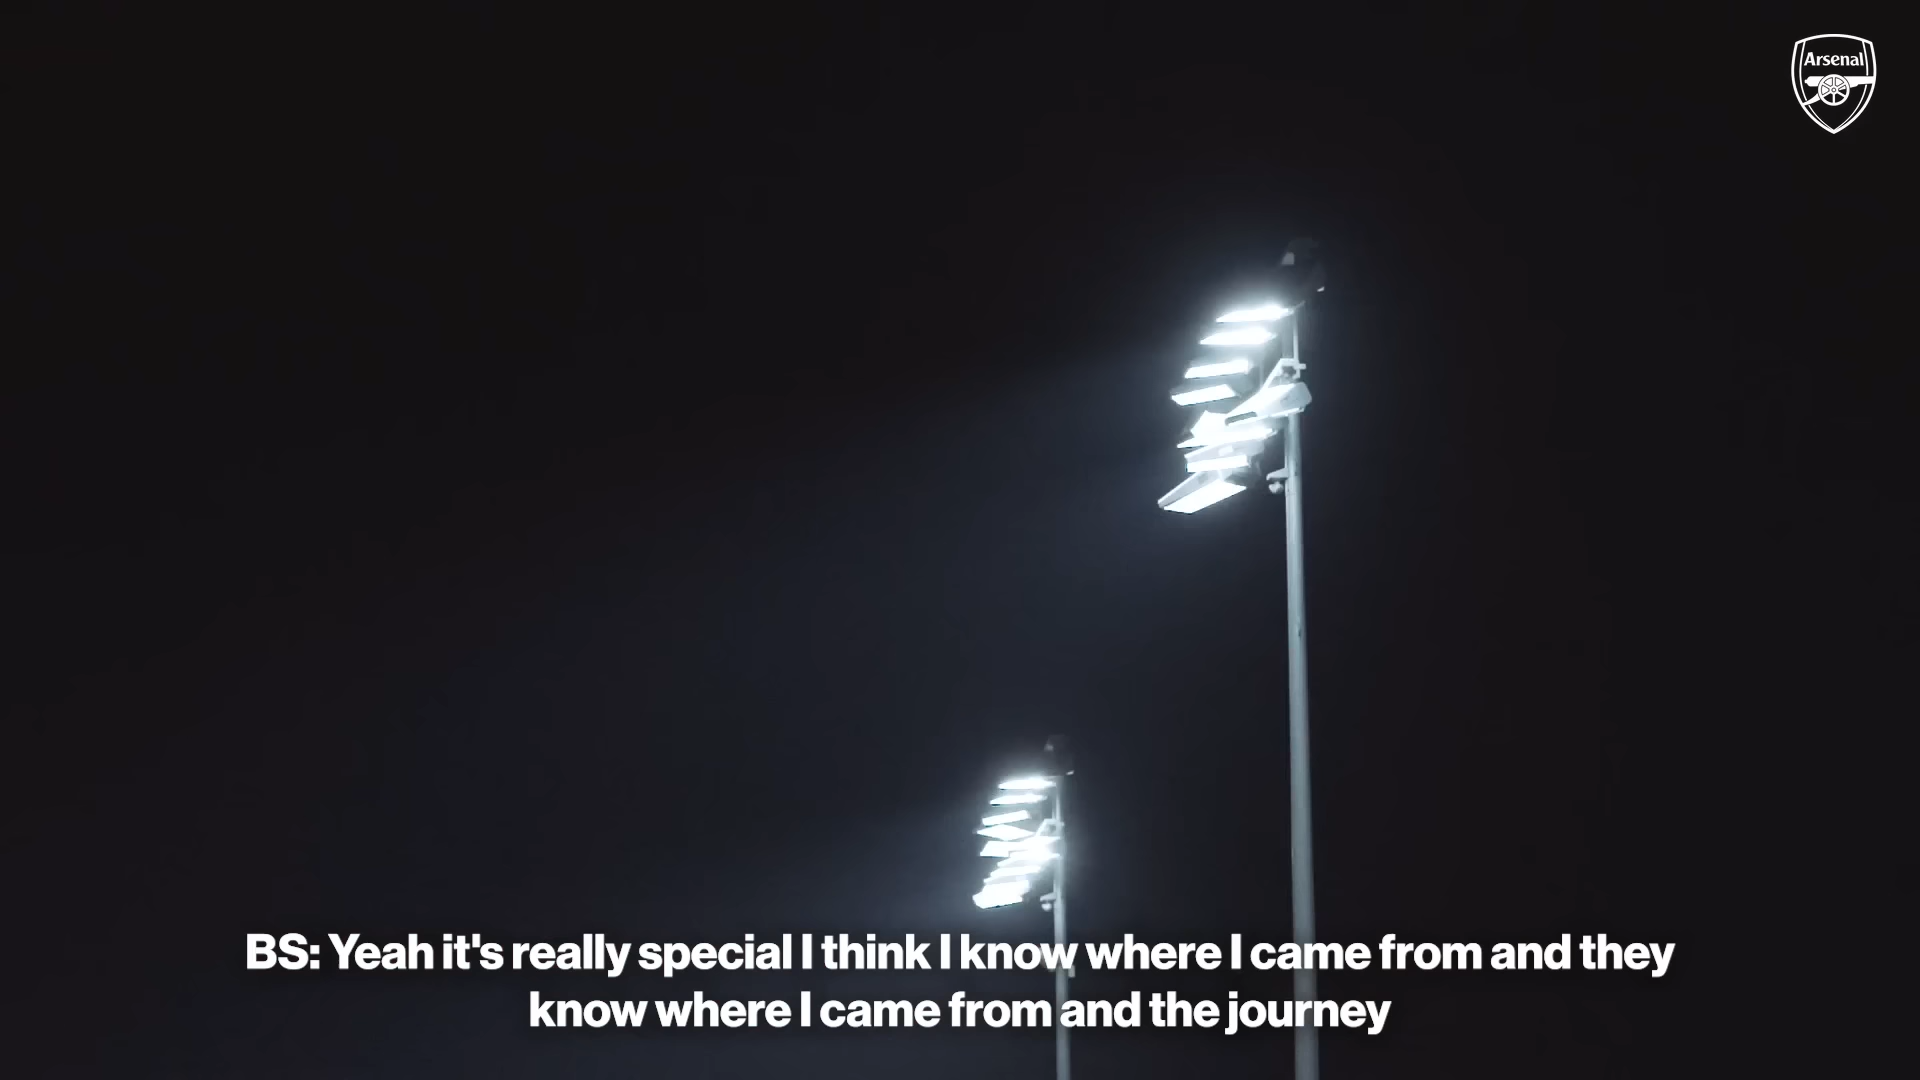 Arsenal
BS: Yeah it's really special I think I know where I came from and they
know where I came from and the journey